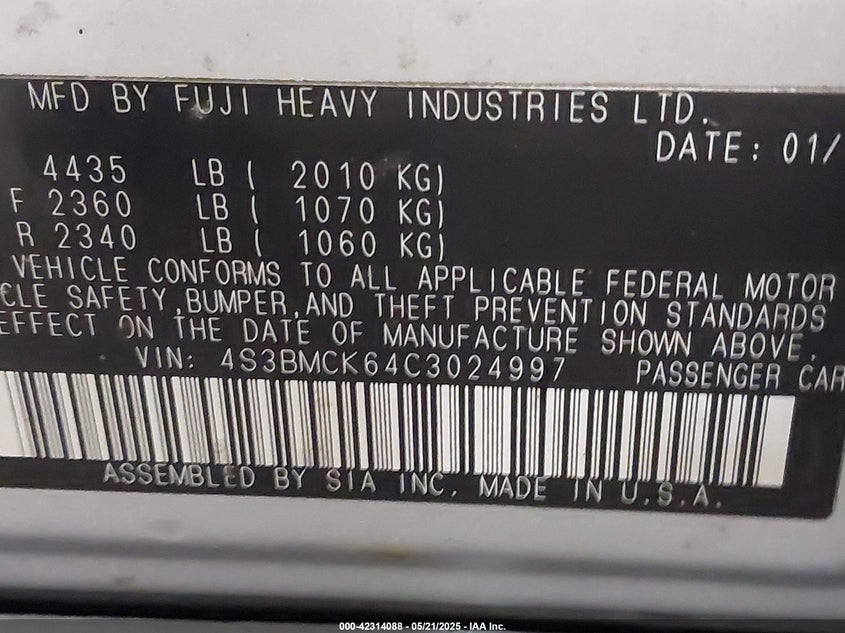 MFD BY FUJI HEAVY INDUSTRIES LTD.
DATE: 01/
4435 LB ( 2010 KG)
F 2360 LB ( 1070 KG)
R 2340 LB ( 1060 KG)
VEHICLE CONFORMS TO ALL APPLICABLE FEDERAL MOTOR
CLE SAFETY,BUMPER,AND THEFT PREVENTION STANDARDS
EFFECT ON THE DATE OF MANUFACTURE SHOWN ABOVE.
VIN: 4S3BMCK64C3024997 PASSENGER CAR
ASSEMBLED BY SIA INC. MADE IN U.S.A.
000-42314088 - 05/21/2025 - IAA Inc.